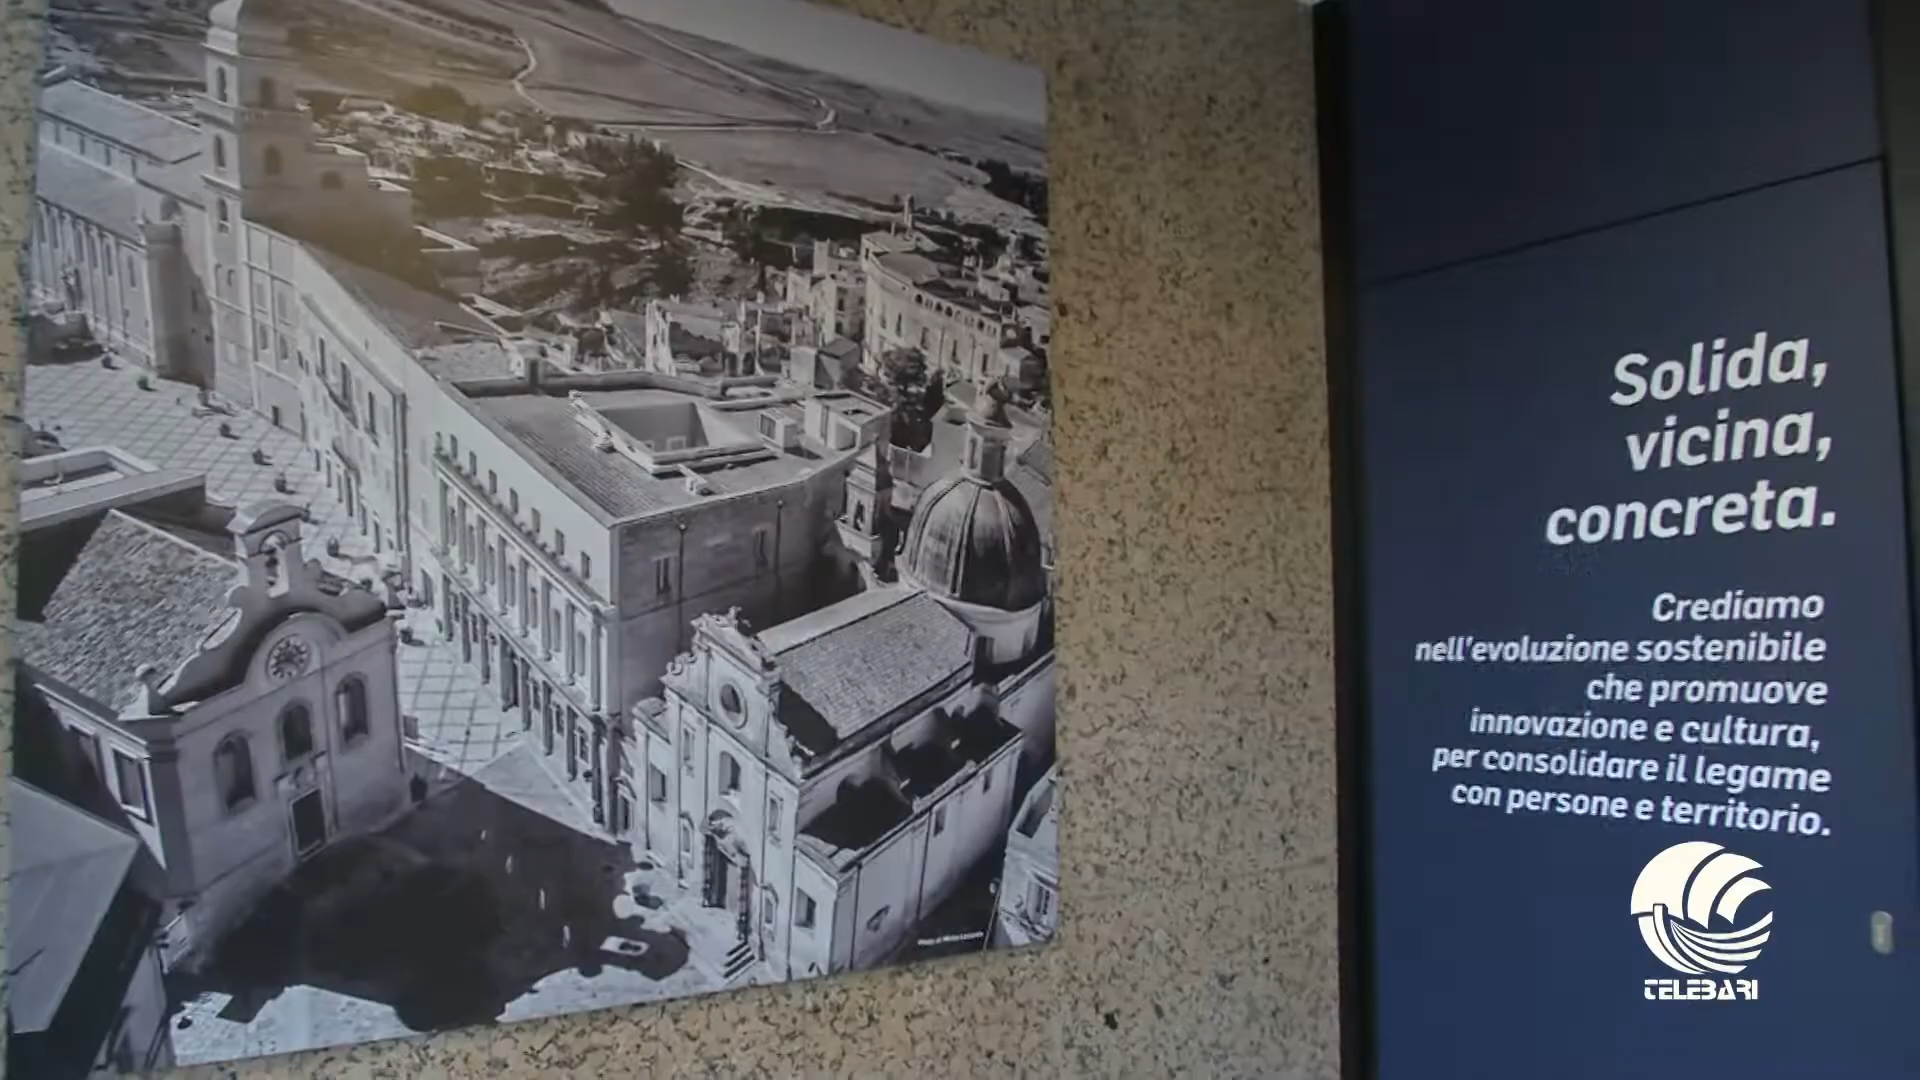 Solida,
vicina,
concreta.
Crediamo
nell'evoluzione sostenibile
che promuove
innovazione e cultura,
per consolidare il legame
con persone e territorio.
TELEBARI